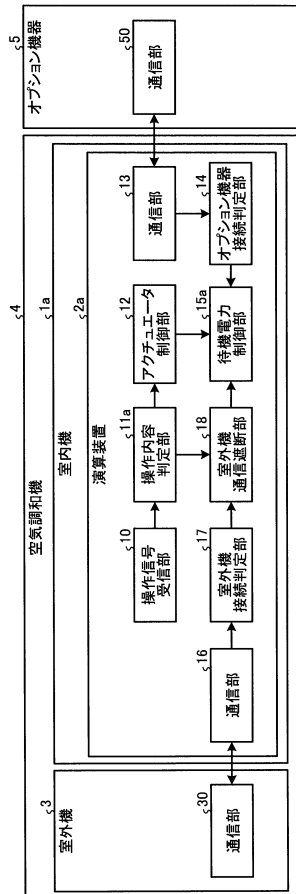 空気調和機
4
室外機
3
通信部
30
室内機
1a
演算装置
2a
操作信号
受信部
10
操作内容
判定部
11a
アクチュエータ
制御部
12
通信部
13
通信部
16
室外機
接続判定部
17
室外機
通信遮断部
18
待機電力
制御部
15a
オプション機器
接続判定部
14
オプション機器
5
通信部
50